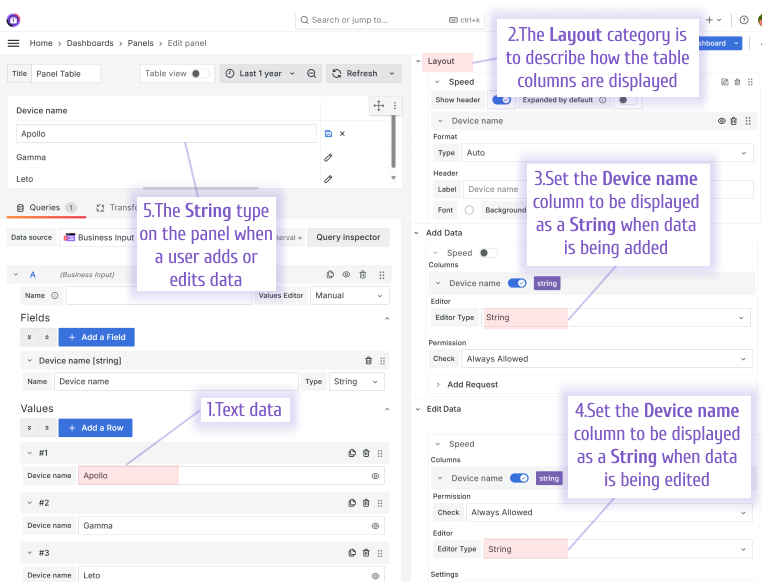 Search or jump to...
ctrl+k
Home > Dashboards > Panels > Edit panel
Title Panel Table
Table view
Last 1 year
Refresh
Device name
Apollo
Gamma
Leto
Queries 1
Data source
Business Input
Query inspector
A (Business Input)
Name
Values Editor Manual
Fields
+ Add a Field
Device name [string]
Name Device name Type String
Values
+ Add a Row
#1
Device name Apollo
#2
Device name Gamma
#3
Device name Leto
1.Text data
5.The String type
on the panel when
a user adds or
edits data
2.The Layout category is
to describe how the table
columns are displayed
Layout
Speed
Show header Expanded by default
Device name
Format
Type Auto
Header
Label Device name
Font Background
3.Set the Device name
column to be displayed
as a String when data
is being added
Add Data
Speed
Columns
Device name string
Editor
Editor Type String
Permission
Check Always Allowed
> Add Request
Edit Data
4.Set the Device name
column to be displayed
as a String when data
is being edited
Speed
Columns
Device name string
Permission
Check Always Allowed
Editor
Editor Type String
Settings